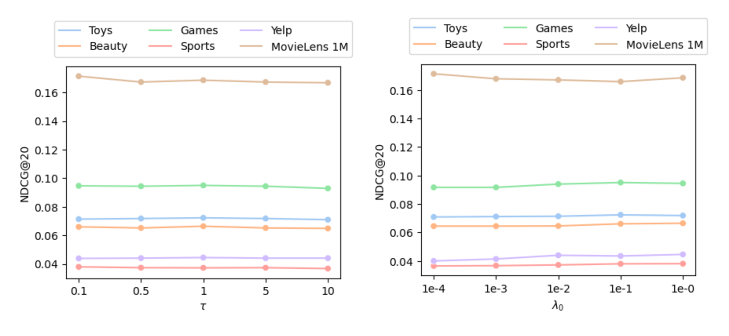 Toys Games Yelp
Beauty Sports MovieLens 1M
NDCG@20
0.16
0.14
0.12
0.10
0.08
0.06
0.04
0.1 0.5 1 5 10
τ
Toys Games Yelp
Beauty Sports MovieLens 1M
NDCG@20
0.16
0.14
0.12
0.10
0.08
0.06
0.04
1e-4 1e-3 1e-2 1e-1 1e-0
λ₀